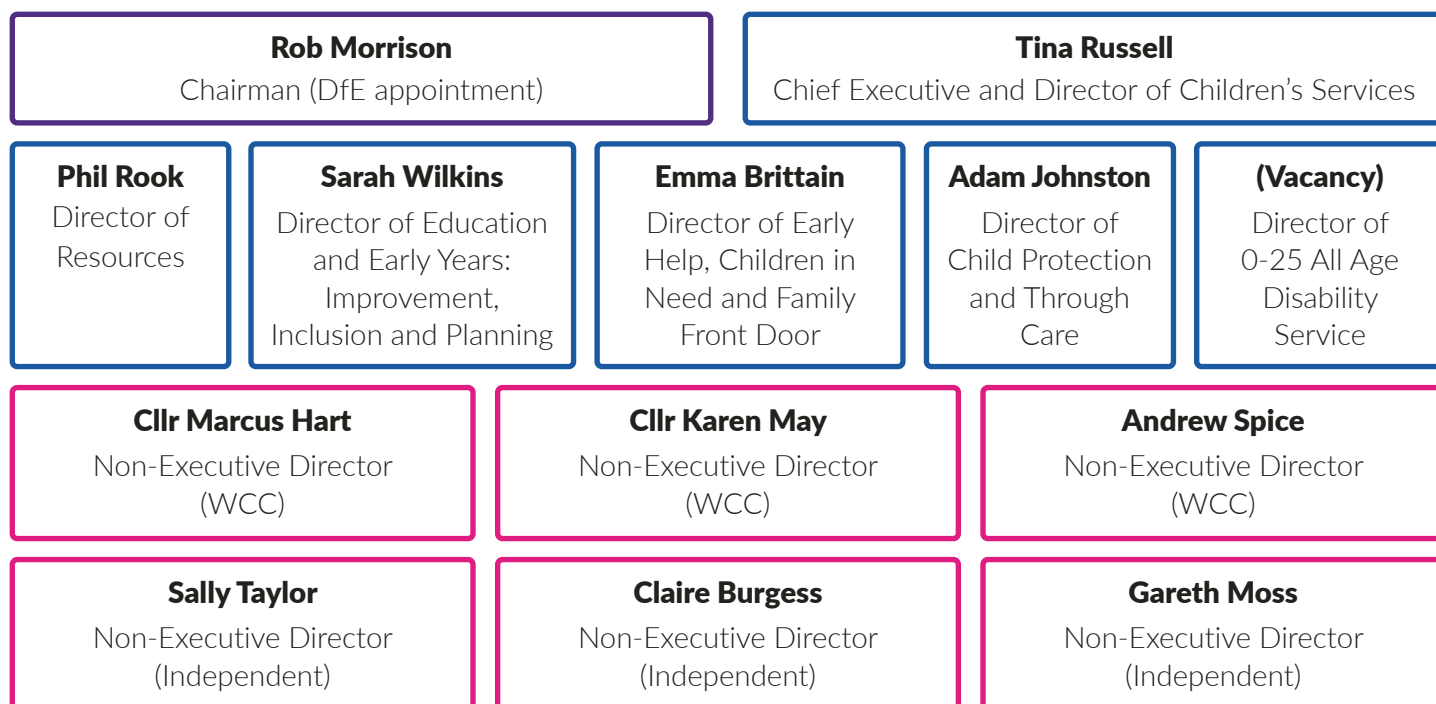 Rob Morrison
Chairman (DfE appointment)
Tina Russell
Chief Executive and Director of Children's Services
Phil Rook
Director of
Resources
Sarah Wilkins
Director of Education
and Early Years:
Improvement,
Inclusion and Planning
Emma Brittain
Director of Early
Help, Children in
Need and Family
Front Door
Adam Johnston
Director of
Child Protection
and Through
Care
(Vacancy)
Director of
0-25 All Age
Disability
Service
Cllr Marcus Hart
Non-Executive Director
(WCC)
Cllr Karen May
Non-Executive Director
(WCC)
Andrew Spice
Non-Executive Director
(WCC)
Sally Taylor
Non-Executive Director
(Independent)
Claire Burgess
Non-Executive Director
(Independent)
Gareth Moss
Non-Executive Director
(Independent)